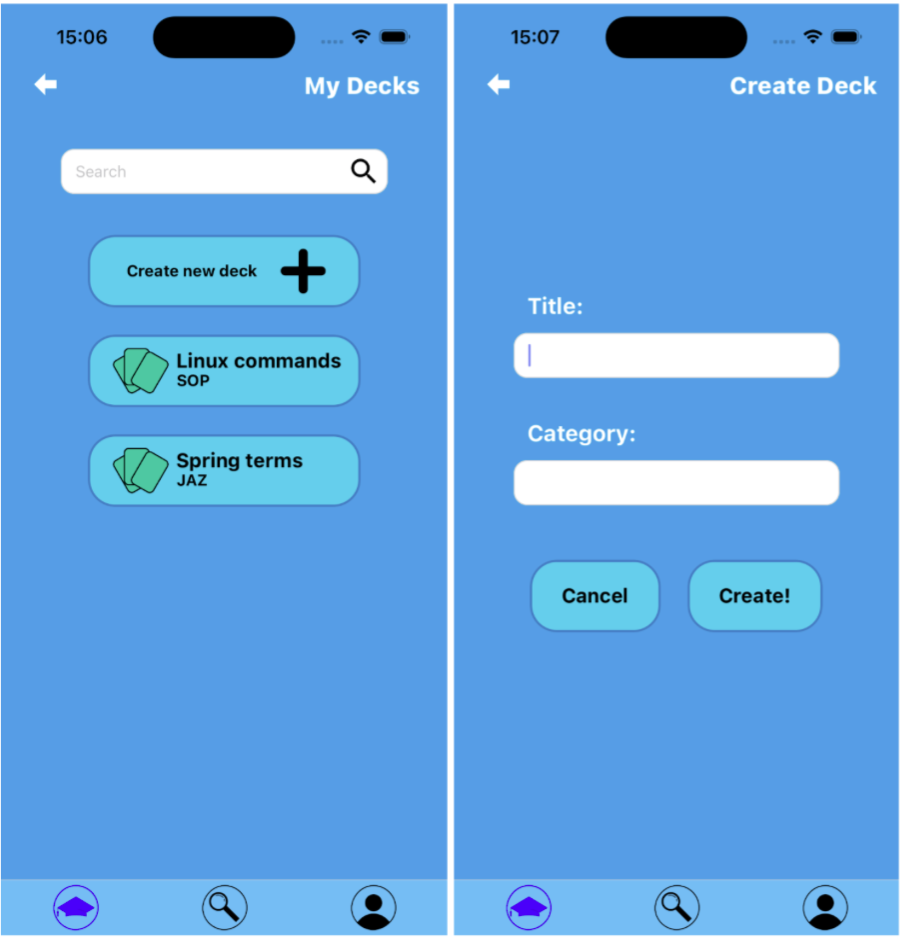 15:06
My Decks
Search
Create new deck
Linux commands
SOP
Spring terms
JAZ
15:07
Create Deck
Title:
Category:
Cancel
Create!